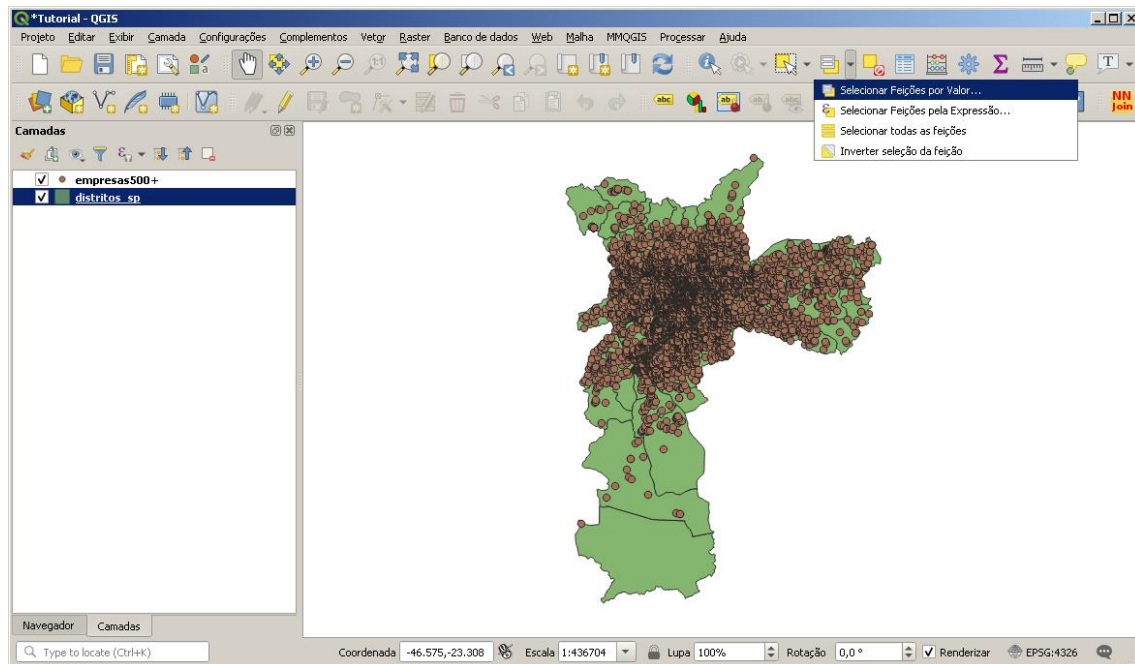 *Tutorial - QGIS
Projeto Editar Exibir Camada Configurações Complementos Vetor Raster Banco de dados Web Malha MMQGIS Processar Ajuda
Selecionar Feições por Valor...
NN Join
Selecionar Feições pela Expressão...
Selecionar todas as feições
Inverter seleção da feição
Camadas
empresas500+
distritos_sp
Navegador Camadas
Type to locate (Ctrl+K) Coordenada -46.575,-23.308 Escala 1:436704 Lupa 100% Rotação 0,0 ° Renderizar EPSG:4326